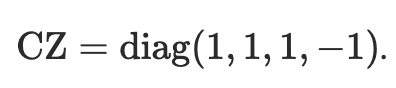 CZ = diag(1, 1, 1, −1).